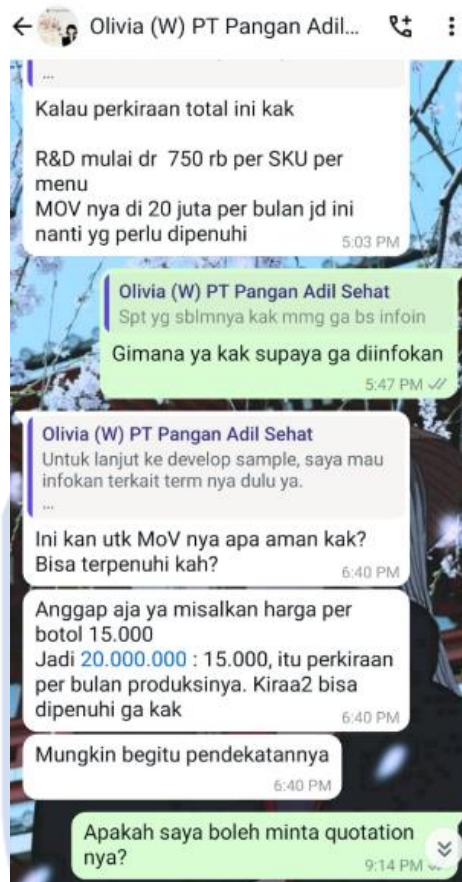 Olivia (W) PT Pangan Adil...
...
Kalau perkiraan total ini kak
R&D mulai dr 750 rb per SKU per
menu
MOV nya di 20 juta per bulan jd ini
nanti yg perlu dipenuhi
5:03 PM
Olivia (W) PT Pangan Adil Sehat
Spt yg sblmnya kak mmg ga bs infoin
Gimana ya kak supaya ga diinfokan
5:47 PM
Olivia (W) PT Pangan Adil Sehat
Untuk lanjut ke develop sample, saya mau
infokan terkait term nya dulu ya.
...
Ini kan utk MoV nya apa aman kak?
Bisa terpenuhi kah?
6:40 PM
Anggap aja ya misalkan harga per
botol 15.000
Jadi 20.000.000 : 15.000, itu perkiraan
per bulan produksinya. Kiraa2 bisa
dipenuhi ga kak
6:40 PM
Mungkin begitu pendekatannya
6:40 PM
Apakah saya boleh minta quotation
nya?
9:14 PM